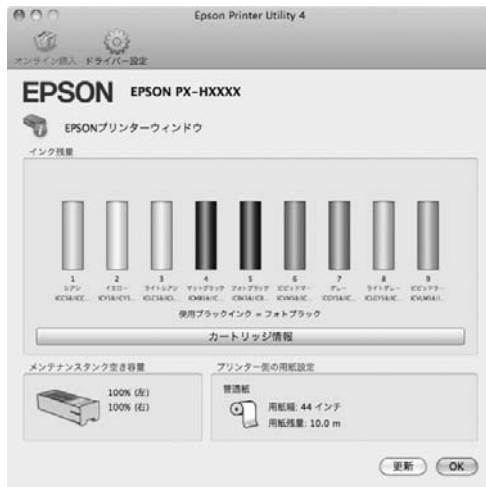 Epson Printer Utility 4
オンライン購入 ドライバー設定
EPSON EPSON PX-HXXXX
EPSONプリンターウィンドウ
インク残量
1 2 3 4 5 6 7 8 9
シアン イエロー ライトシアン マットブラック フォトブラック ビビッドマ… グレー ライトグレー ビビッドラ…
使用ブラックインク = フォトブラック
カートリッジ情報
メンテナンスタンク空き容量
100% (左)
100% (右)
プリンター側の用紙設定
普通紙
用紙幅: 44 インチ
用紙残量: 10.0 m
更新 OK